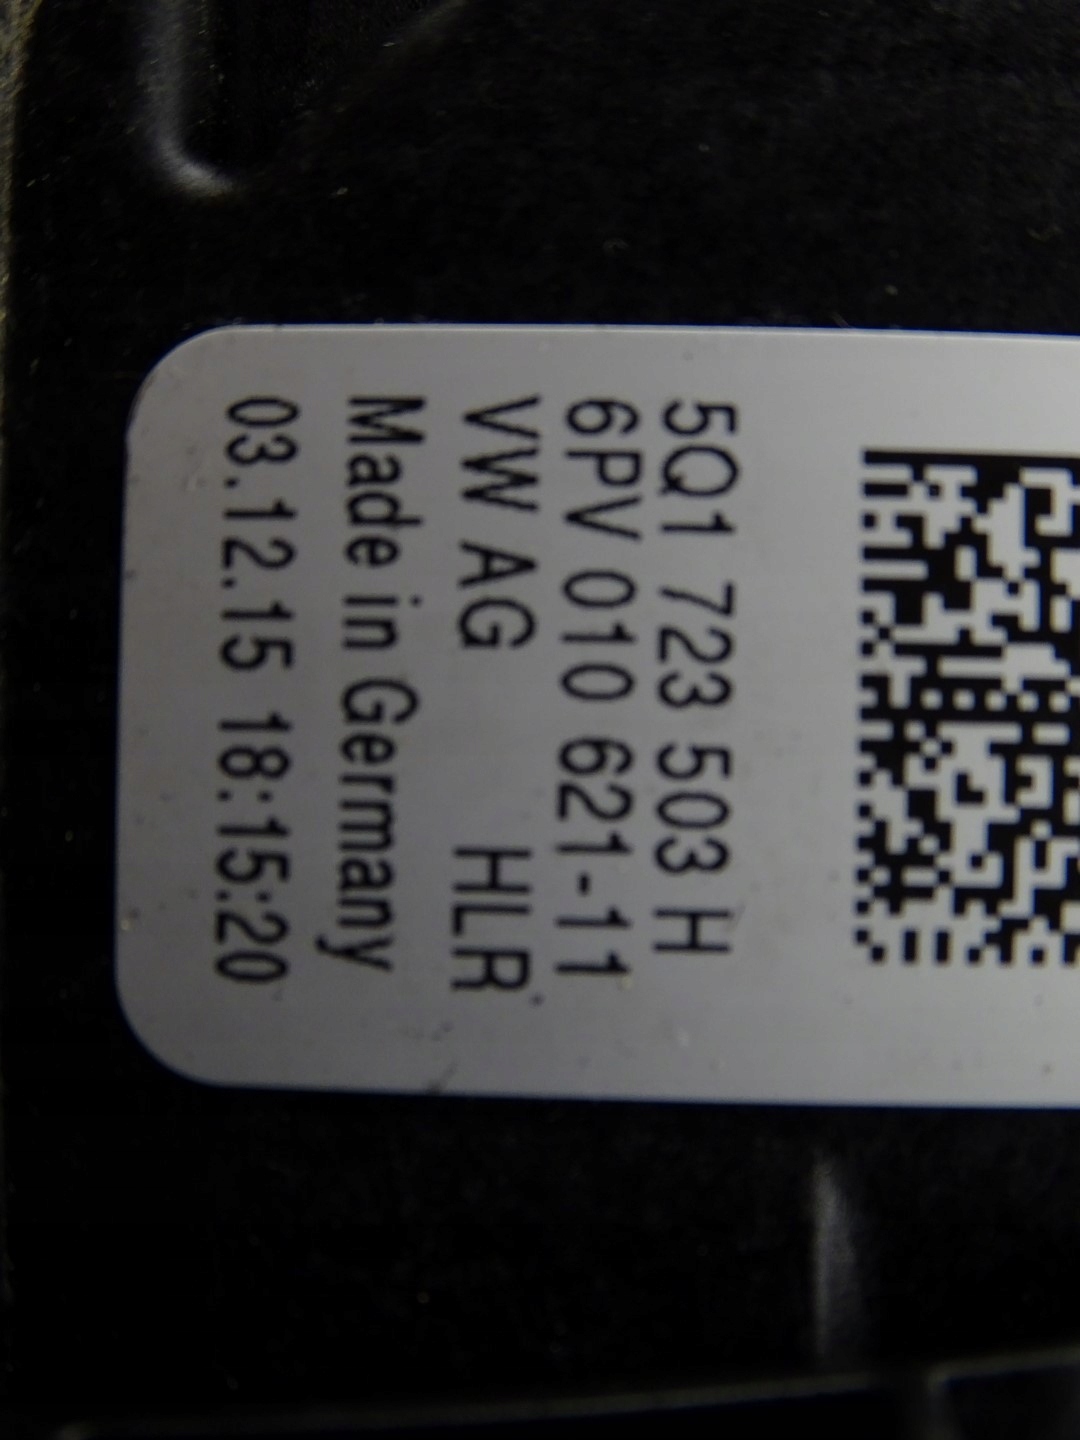 5Q1 723 503 H
6PV 010 621-11
VW AG HLR
Made in Germany
03.12.15 18:15:20